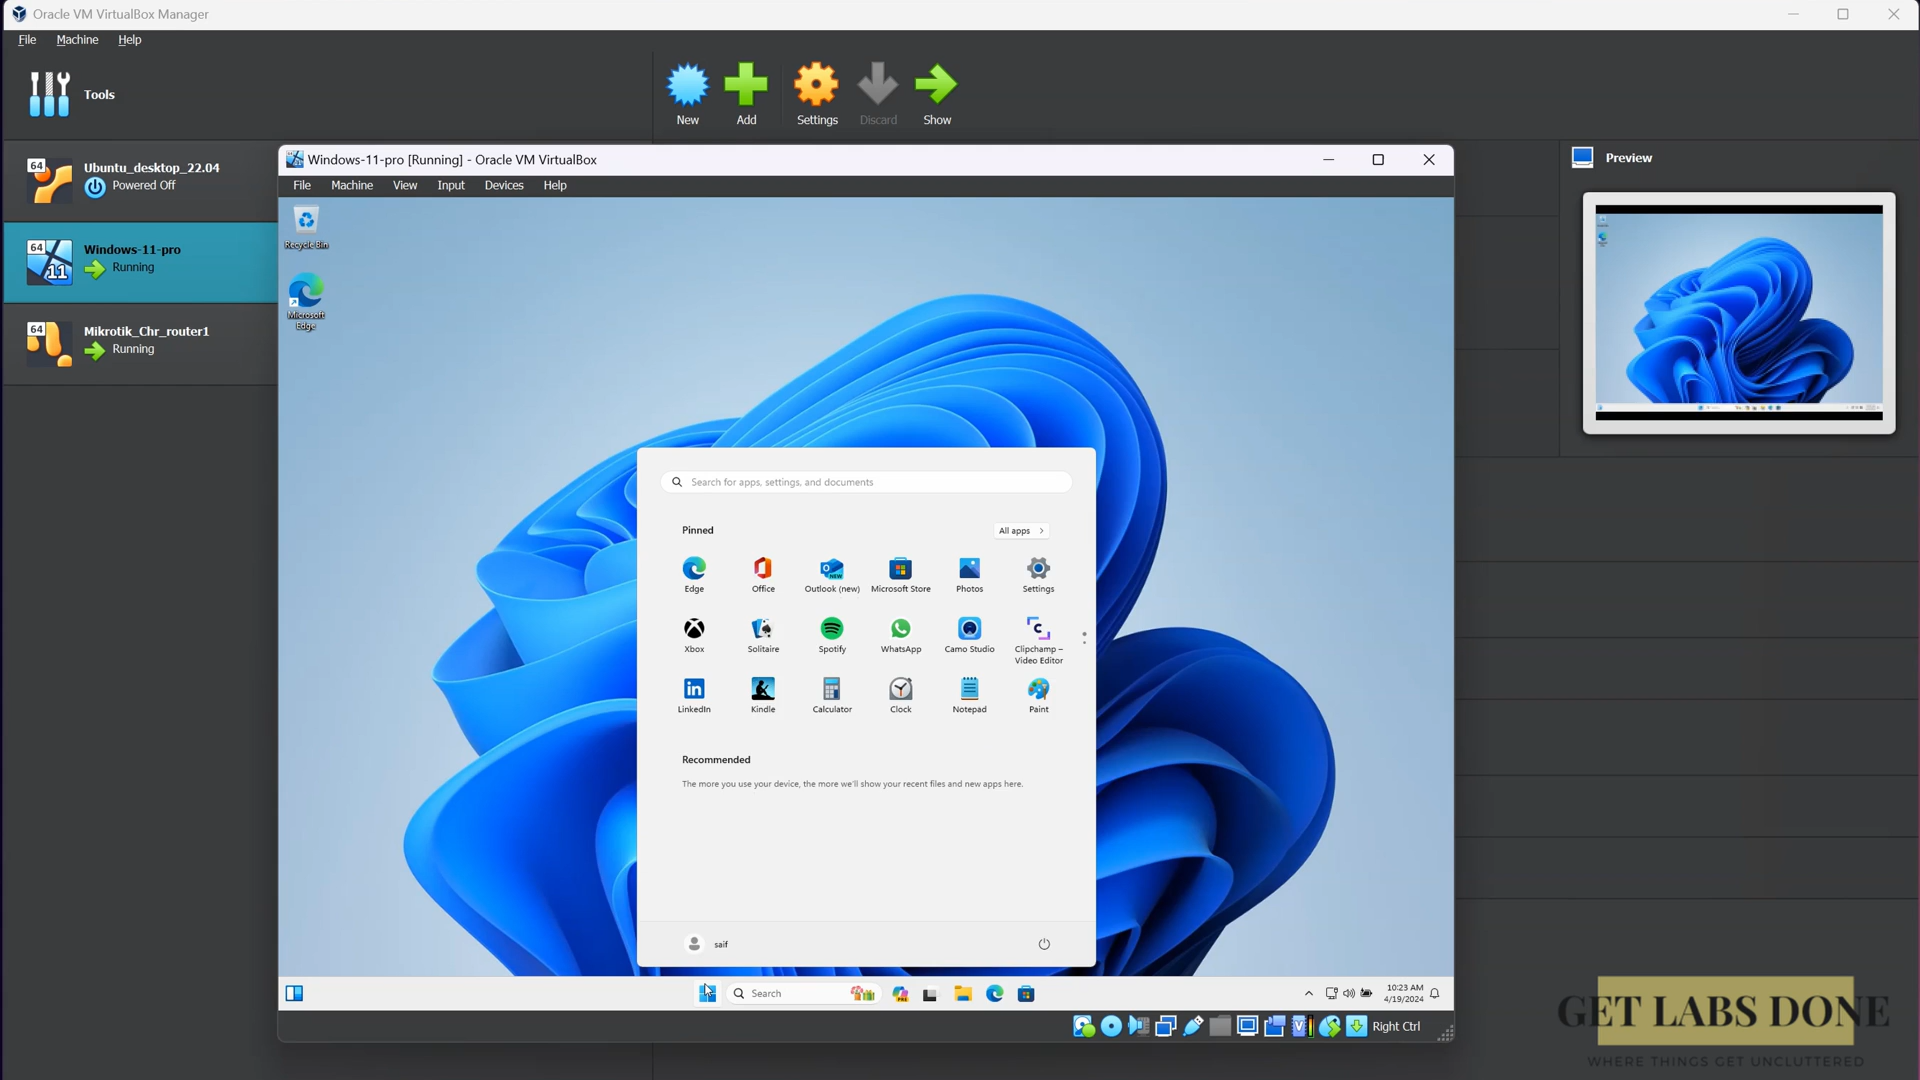 Oracle VM VirtualBox Manager
File Machine Help
Tools
New Add Settings Discard Show
64 Ubuntu_desktop_22.04
Powered Off
64 11 Windows-11-pro
Running
64 Mikrotik_Chr_router1
Running
Preview
Windows-11-pro [Running] - Oracle VM VirtualBox
File Machine View Input Devices Help
Recycle Bin
Microsoft
Edge
Search for apps, settings, and documents
Pinned
All apps
Edge Office Outlook (new) Microsoft Store Photos Settings
Xbox Solitaire Spotify WhatsApp Camo Studio Clipchamp –
Video Editor
LinkedIn Kindle Calculator Clock Notepad Paint
Recommended
The more you use your device, the more we'll show your recent files and new apps here.
saif
Search
10:23 AM
4/19/2024
Right Ctrl
GET LABS DONE
WHERE THINGS GET UNCLUTTERED